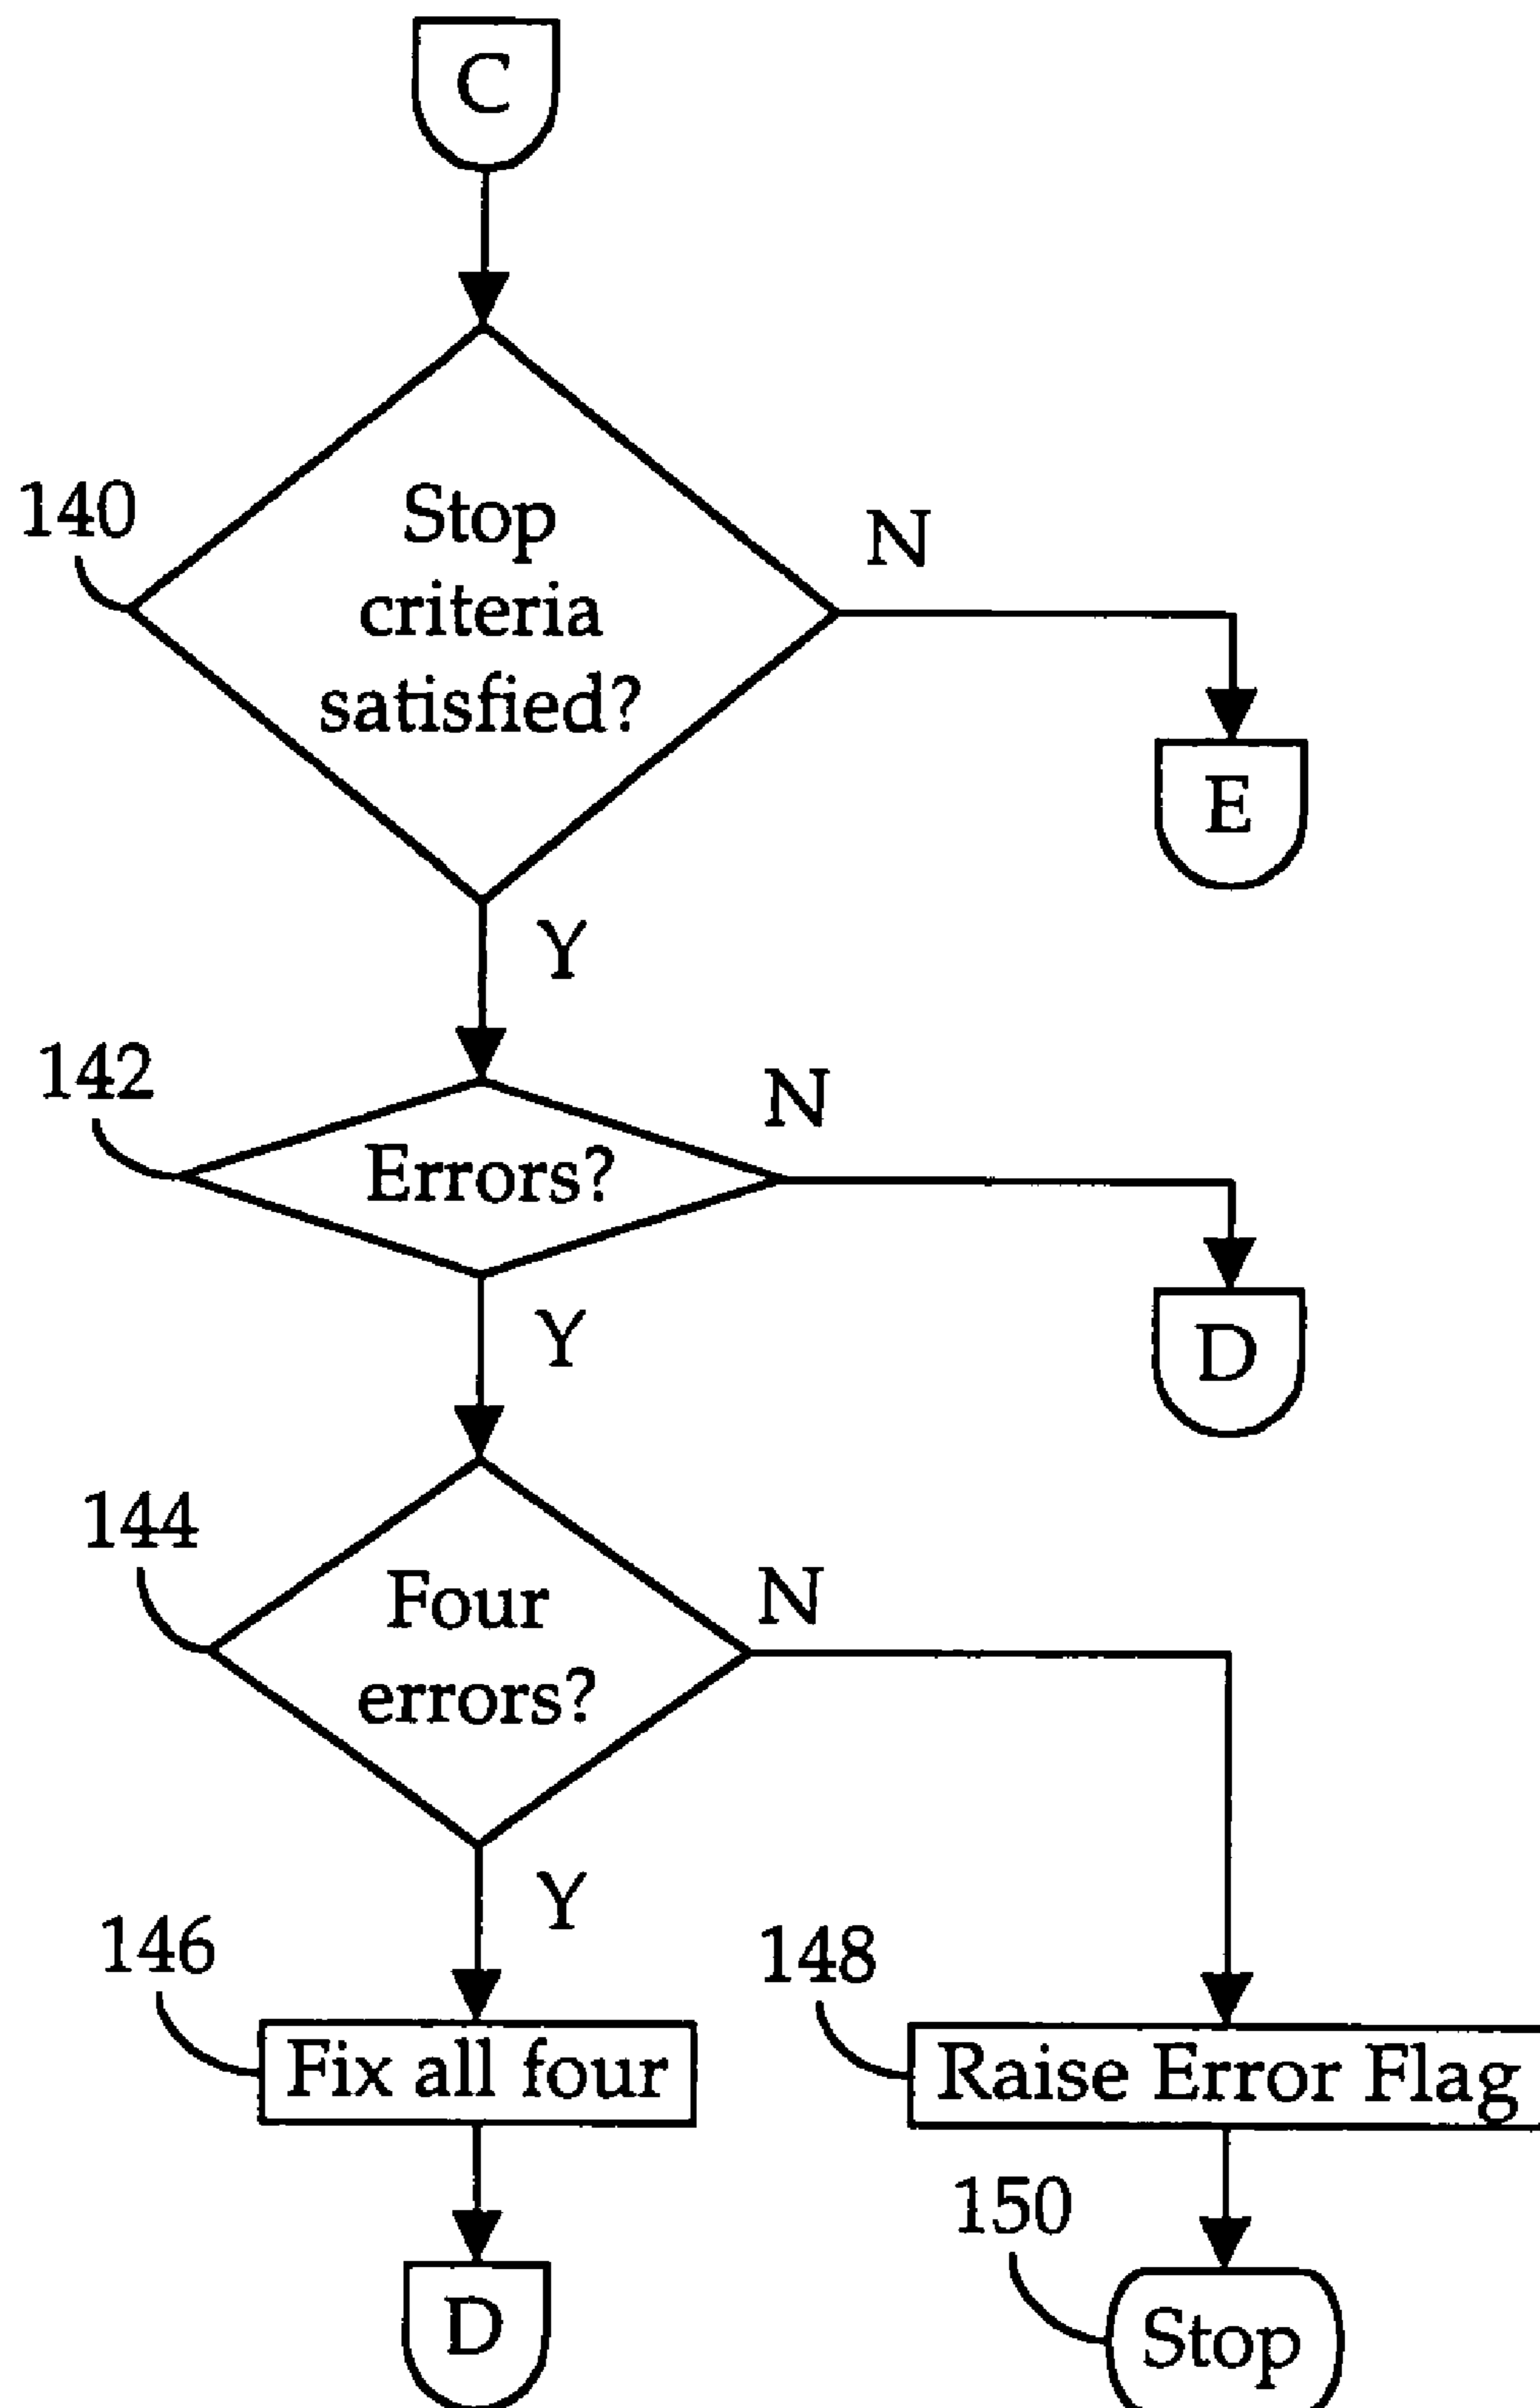 C
140
Stop
criteria
satisfied?
N
E
Y
142
Errors?
N
D
Y
144
Four
errors?
N
Y
146
Fix all four
148
Raise Error Flag
150
D
Stop